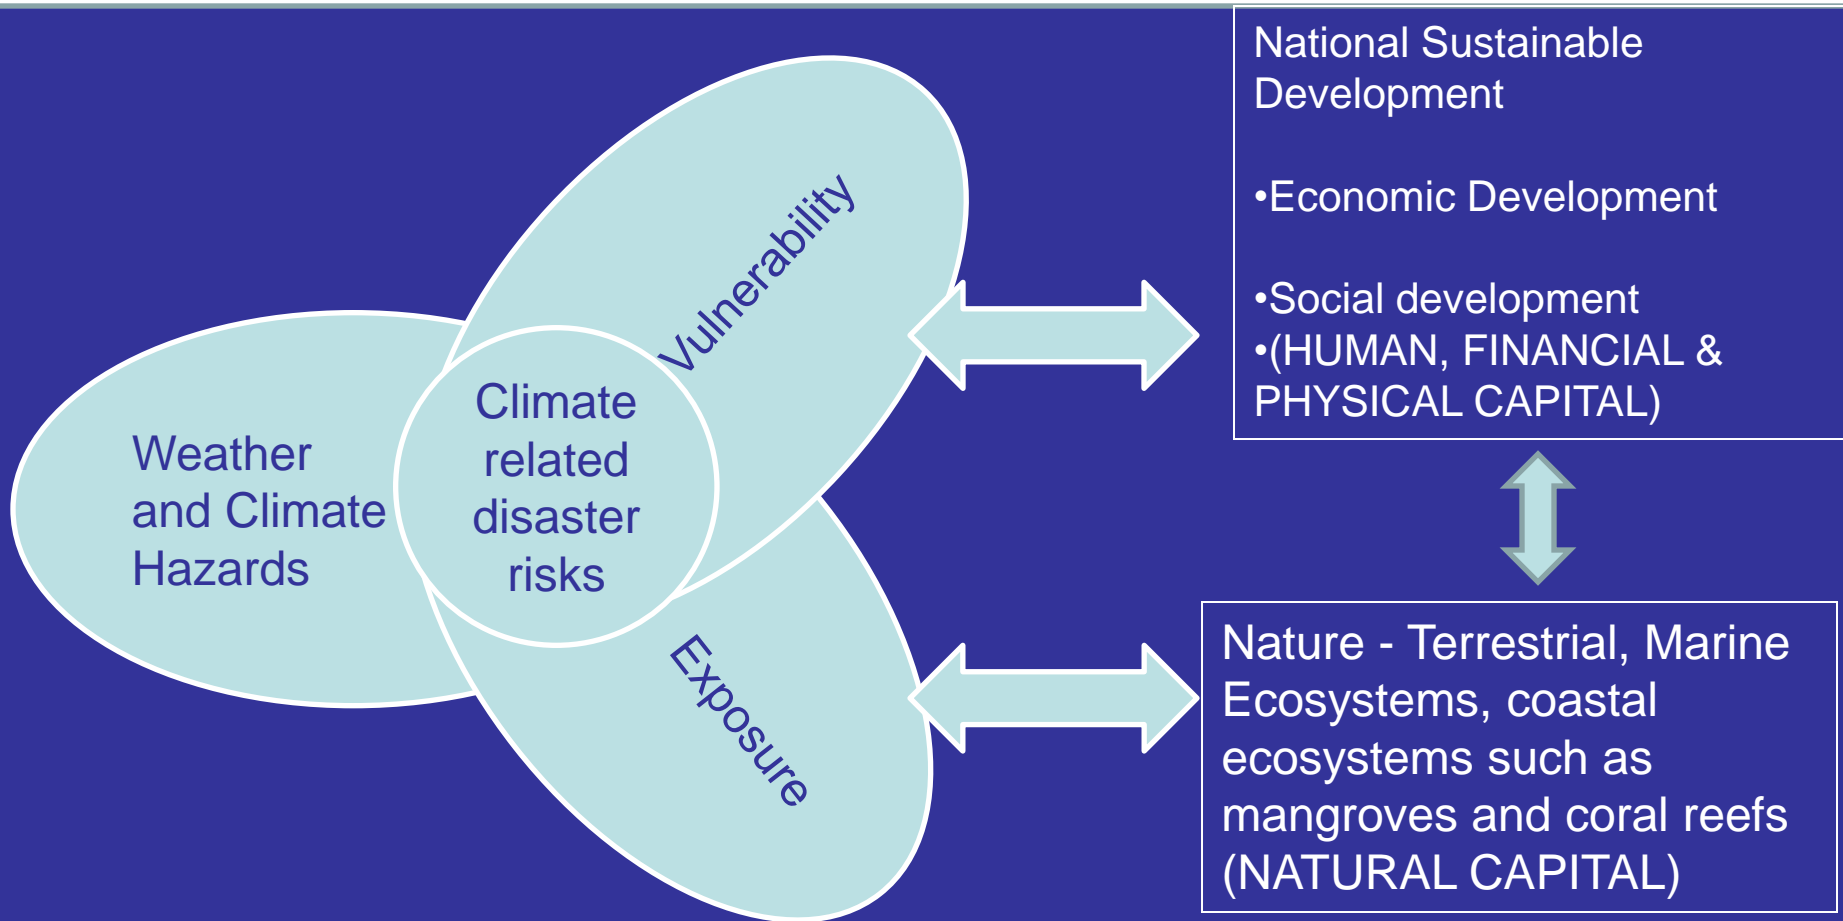 Weather
and Climate
Hazards
Climate
related
disaster
risks
Vulnerability
Exposure
National Sustainable
Development
•Economic Development
•Social development
•(HUMAN, FINANCIAL &
PHYSICAL CAPITAL)
Nature - Terrestrial, Marine
Ecosystems, coastal
ecosystems such as
mangroves and coral reefs
(NATURAL CAPITAL)